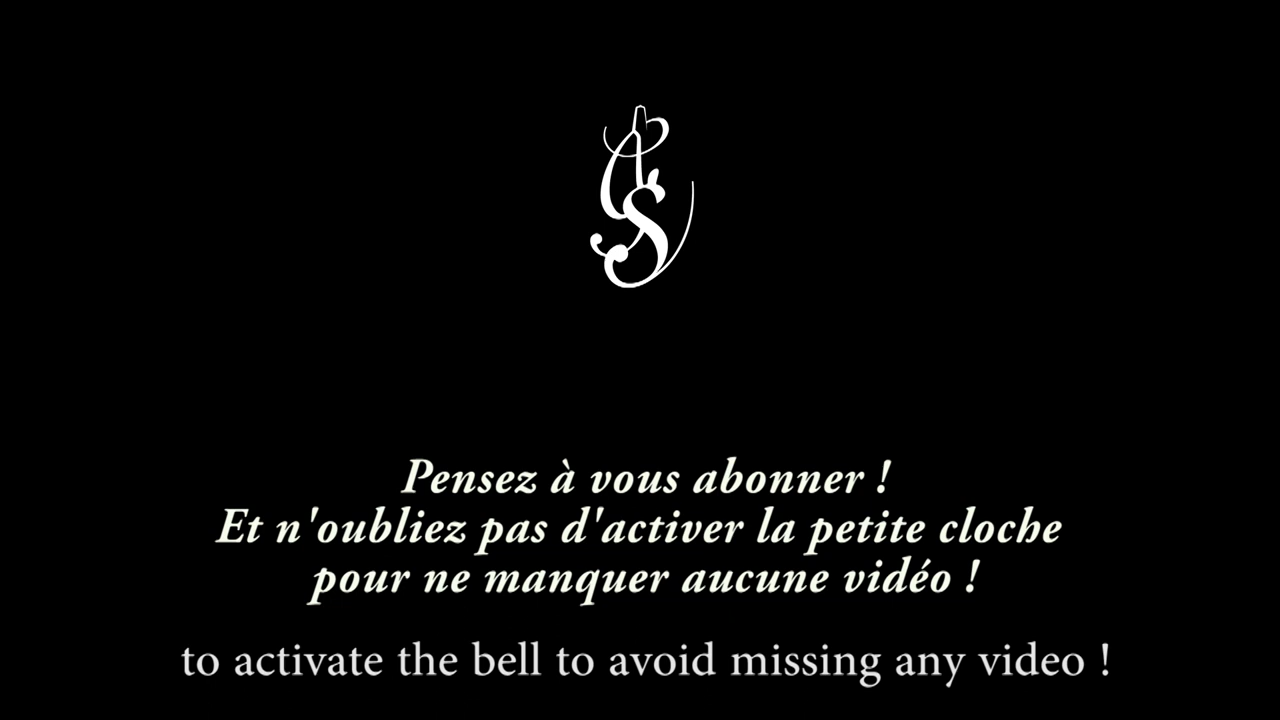 Pensez à vous abonner !
Et n'oubliez pas d'activer la petite cloche
pour ne manquer aucune vidéo !
to activate the bell to avoid missing any video !